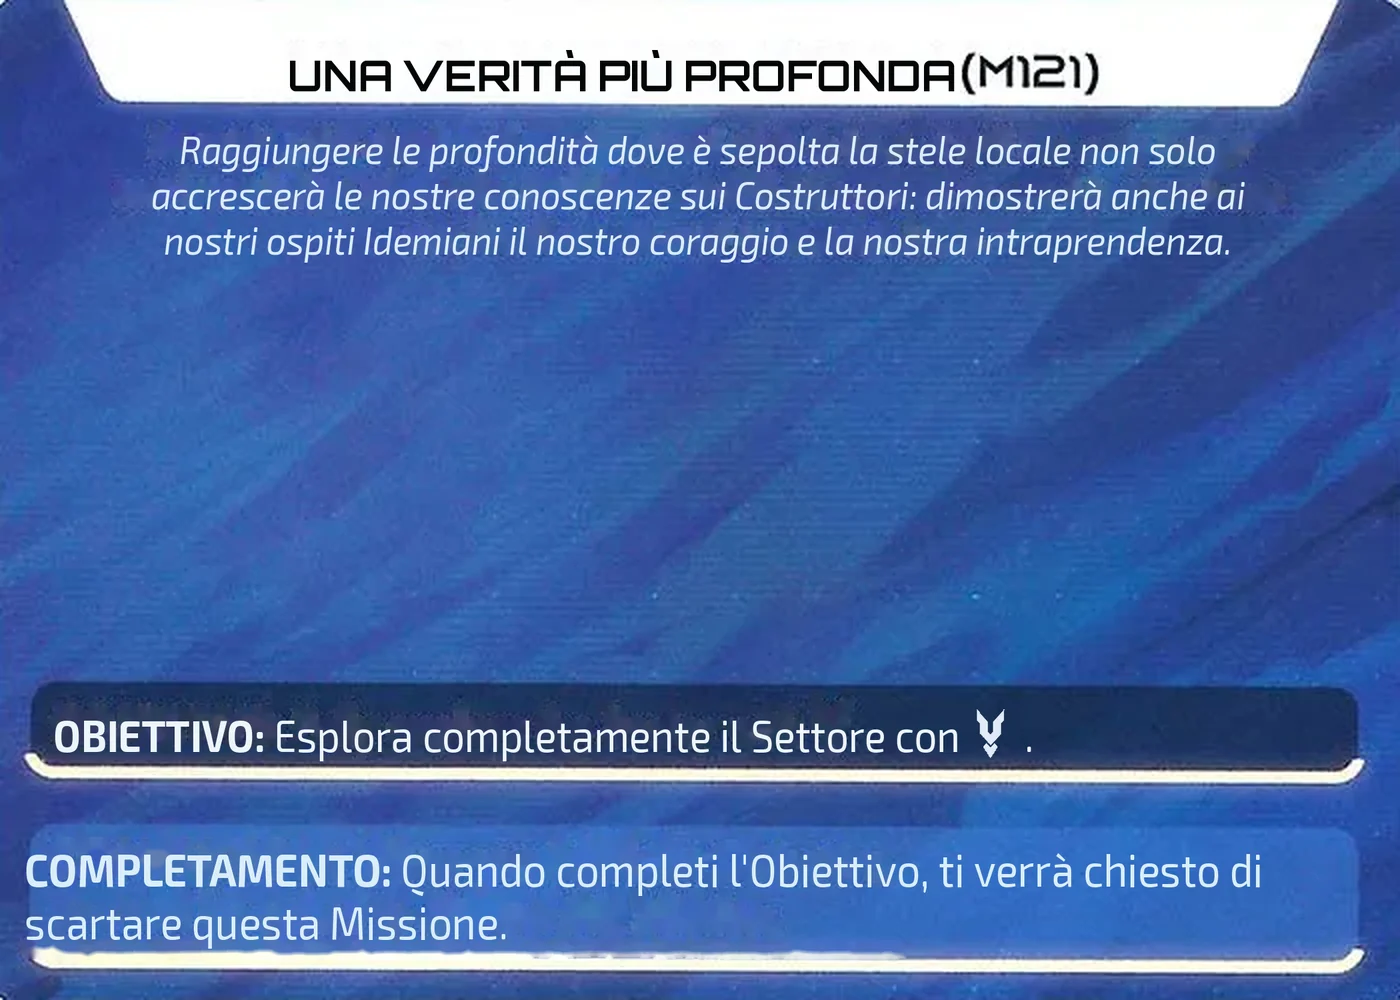 UNA VERITÀ PIÙ PROFONDA (M121)
Raggiungere le profondità dove è sepolta la stele locale non solo
accrescerà le nostre conoscenze sui Costruttori: dimostrerà anche ai
nostri ospiti Idemiani il nostro coraggio e la nostra intraprendenza.
OBIETTIVO: Esplora completamente il Settore con .
COMPLETAMENTO: Quando completi l'Obiettivo, ti verrà chiesto di
scartare questa Missione.